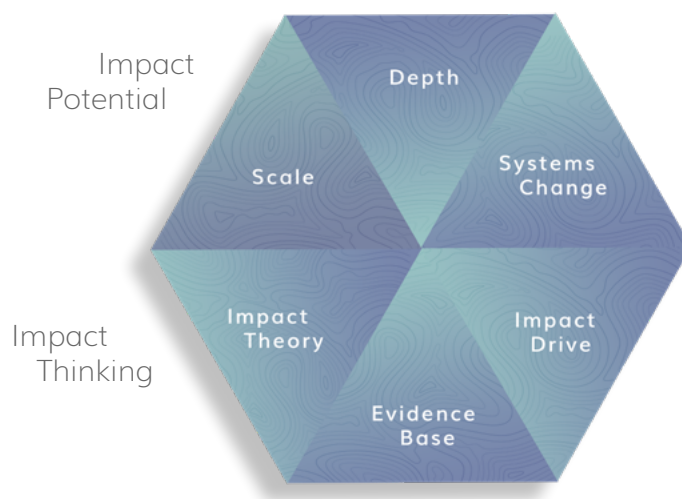 Impact
Potential
Depth
Scale
Systems
Change
Impact
Thinking
Impact
Theory
Impact
Drive
Evidence
Base